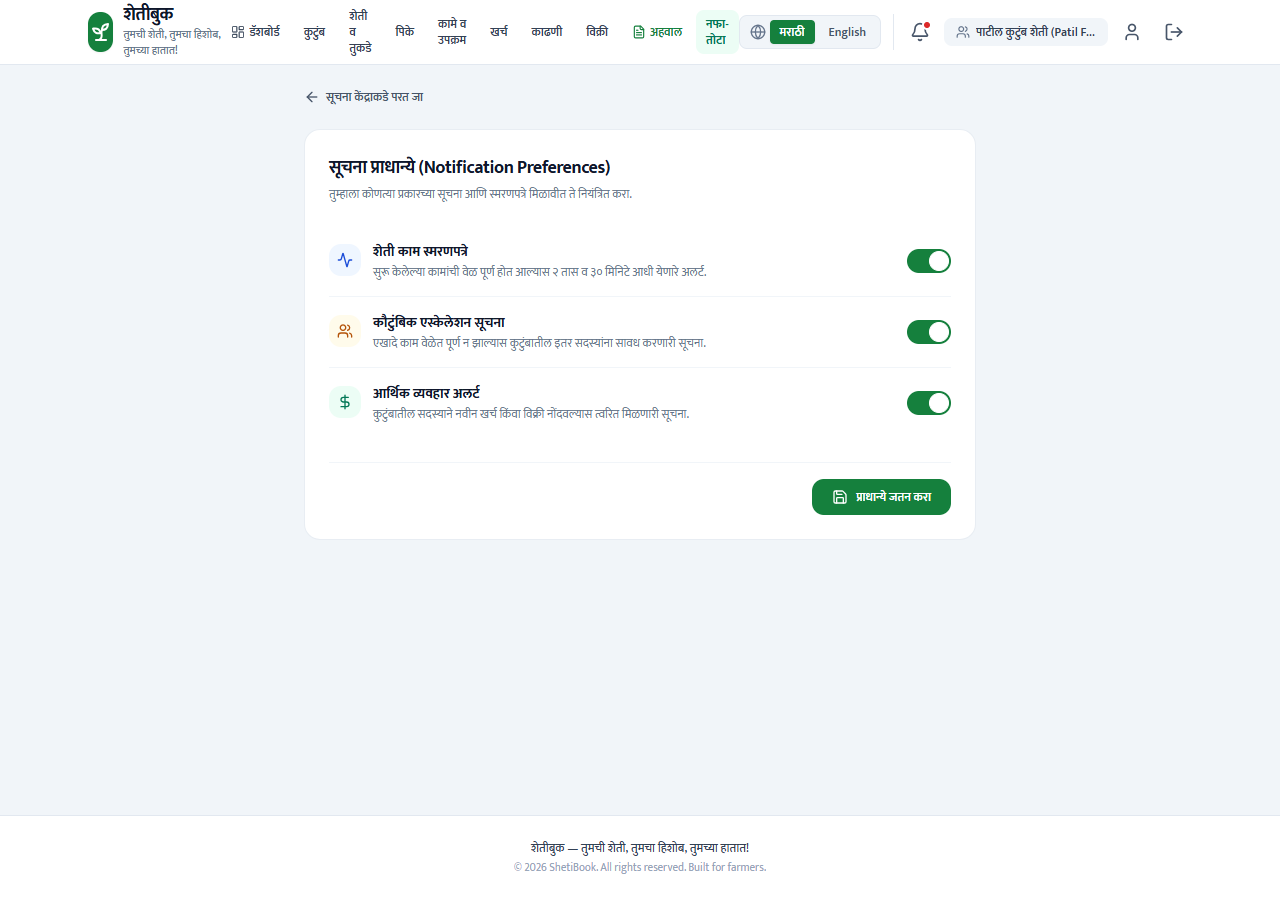 शेतीबुक
तुमची शेती, तुमचा हिशोब,
तुमच्या हातात!
डॅशबोर्ड
कुटुंब
शेती
व
तुकडे
पिके
कामे व
उपक्रम
खर्च
काढणी
विक्री
अहवाल
नफा-
तोटा
मराठी
English
पाटील कुटुंब शेती (Patil F...
सूचना केंद्राकडे परत जा
सूचना प्राधान्ये (Notification Preferences)
तुम्हाला कोणत्या प्रकारच्या सूचना आणि स्मरणपत्रे मिळावीत ते नियंत्रित करा.
शेती काम स्मरणपत्रे
सुरू केलेल्या कामांची वेळ पूर्ण होत आल्यास २ तास व ३० मिनिटे आधी येणारे अलर्ट.
कौटुंबिक एस्केलेशन सूचना
एखादे काम वेळेत पूर्ण न झाल्यास कुटुंबातील इतर सदस्यांना सावध करणारी सूचना.
आर्थिक व्यवहार अलर्ट
कुटुंबातील सदस्याने नवीन खर्च किंवा विक्री नोंदवल्यास त्वरित मिळणारी सूचना.
प्राधान्ये जतन करा
शेतीबुक — तुमची शेती, तुमचा हिशोब, तुमच्या हातात!
© 2026 ShetiBook. All rights reserved. Built for farmers.